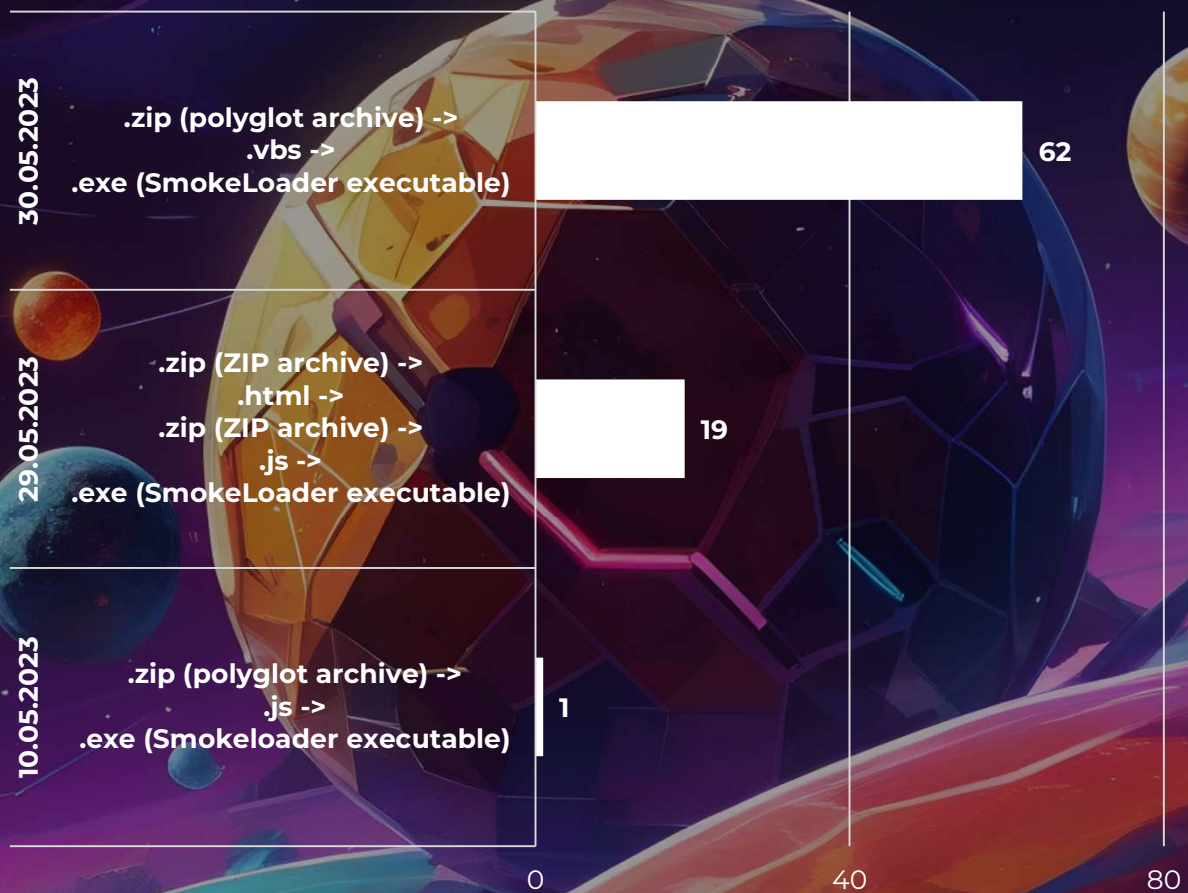 30.05.2023
.zip (polyglot archive) ->
.vbs ->
.exe (SmokeLoader executable)
62
29.05.2023
.zip (ZIP archive) ->
.html ->
.zip (ZIP archive) ->
.js ->
.exe (SmokeLoader executable)
19
10.05.2023
.zip (polyglot archive) ->
.js ->
.exe (Smokeloader executable)
1
0
40
80